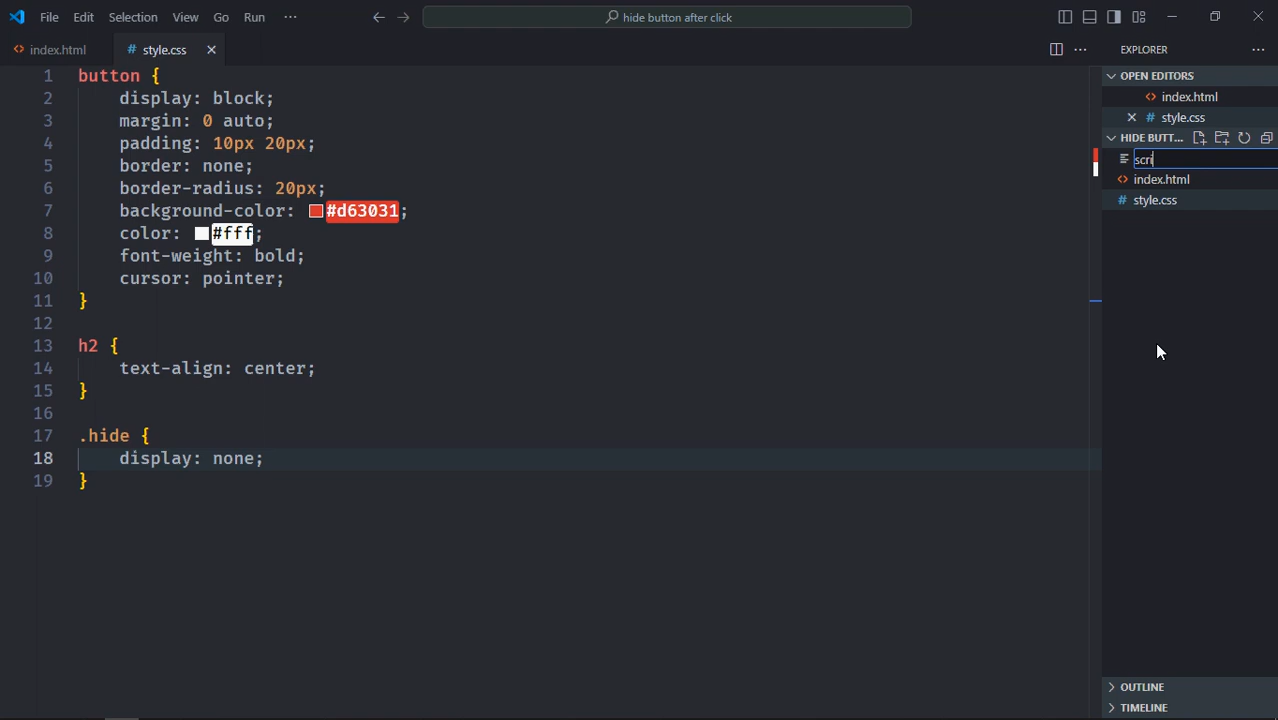 File Edit Selection View Go Run ··· hide button after click
index.html style.css
EXPLORER
OPEN EDITORS
index.html
style.css
HIDE BUTT...
scri
index.html
style.css
1 button {
2 display: block;
3 margin: 0 auto;
4 padding: 10px 20px;
5 border: none;
6 border-radius: 20px;
7 background-color: #d63031;
8 color: #fff;
9 font-weight: bold;
10 cursor: pointer;
11 }
12
13 h2 {
14 text-align: center;
15 }
16
17 .hide {
18 display: none;
19 }
OUTLINE
TIMELINE